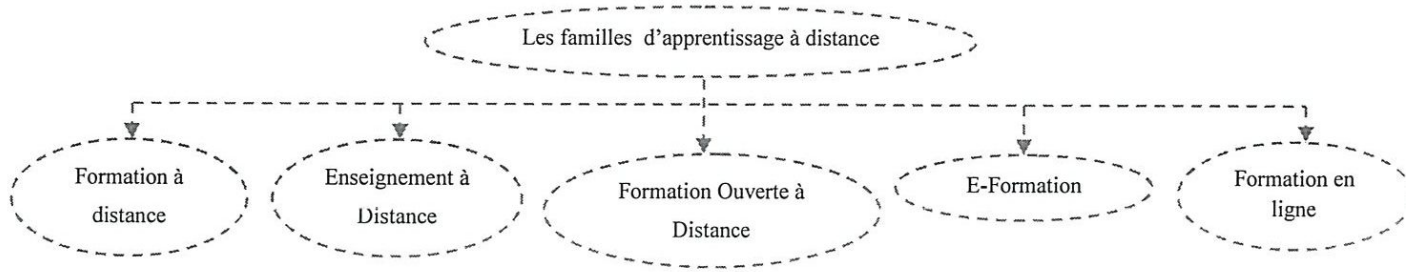 Les familles d'apprentissage à distance
Formation à
distance
Enseignement à
Distance
Formation Ouverte à
Distance
E-Formation
Formation en
ligne